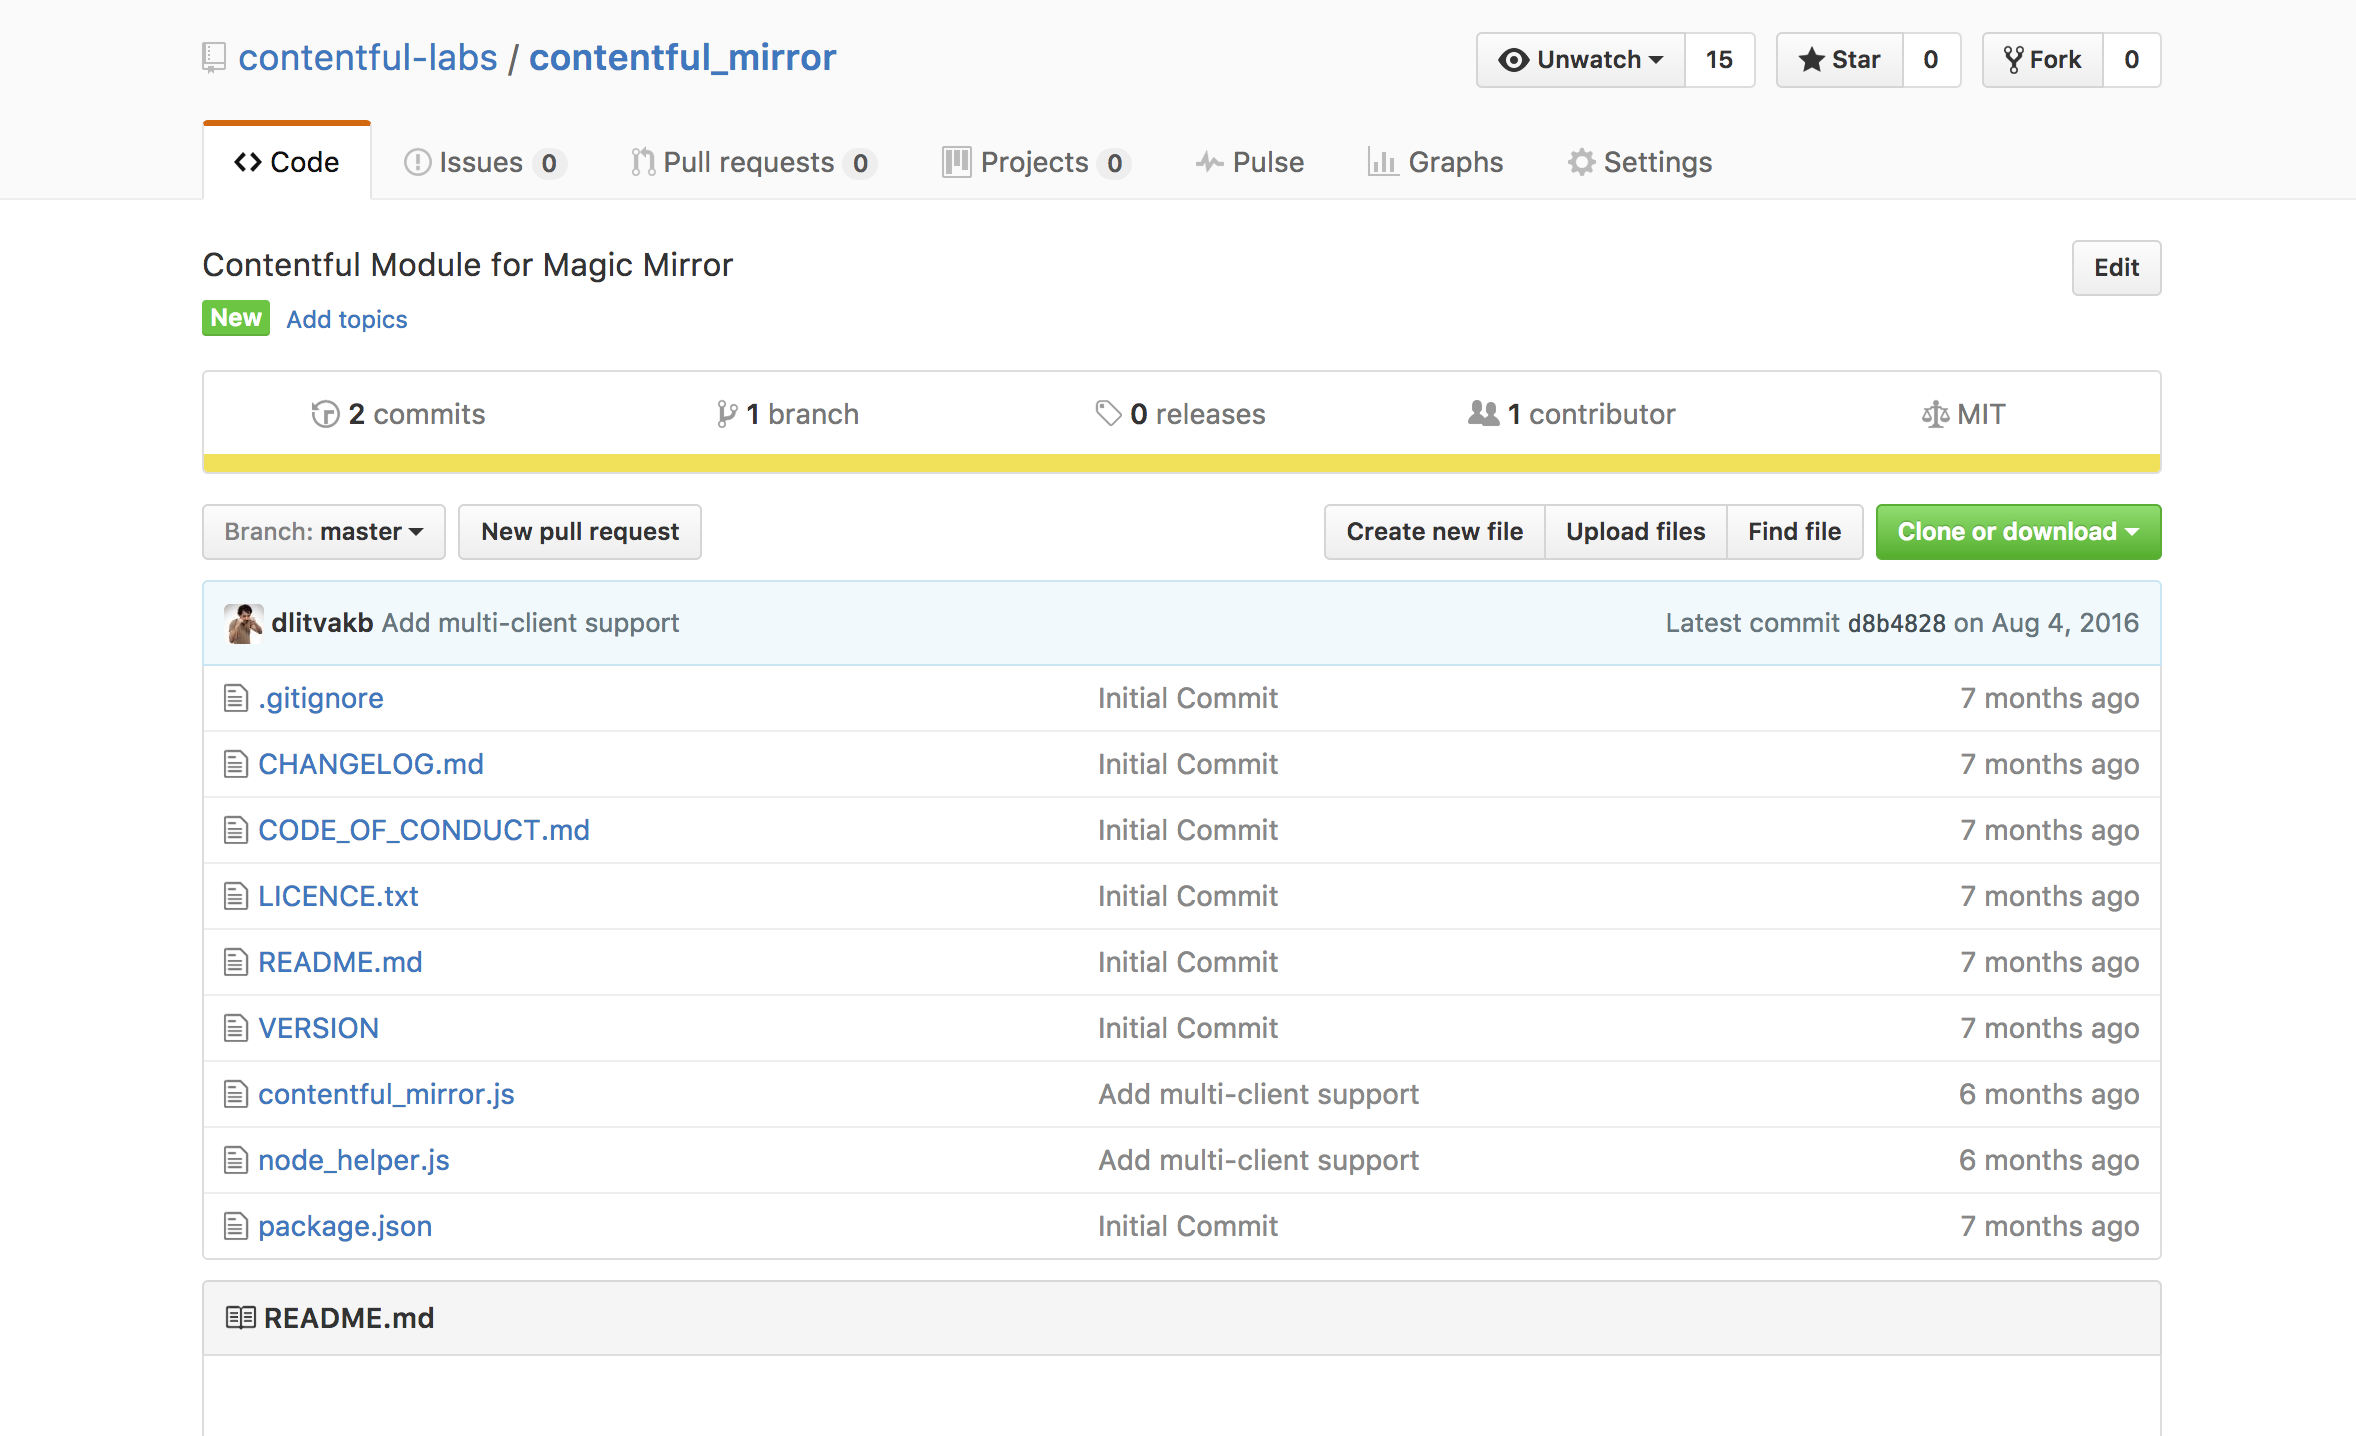 contentful-labs / contentful_mirror
Unwatch 15 Star 0 Fork 0
Code Issues 0 Pull requests 0 Projects 0 Pulse Graphs Settings
Contentful Module for Magic Mirror
Edit
New Add topics
2 commits 1 branch 0 releases 1 contributor MIT
Branch: master New pull request Create new file Upload files Find file Clone or download
dlitvakb Add multi-client support Latest commit d8b4828 on Aug 4, 2016
.gitignore Initial Commit 7 months ago
CHANGELOG.md Initial Commit 7 months ago
CODE_OF_CONDUCT.md Initial Commit 7 months ago
LICENCE.txt Initial Commit 7 months ago
README.md Initial Commit 7 months ago
VERSION Initial Commit 7 months ago
contentful_mirror.js Add multi-client support 6 months ago
node_helper.js Add multi-client support 6 months ago
package.json Initial Commit 7 months ago
README.md